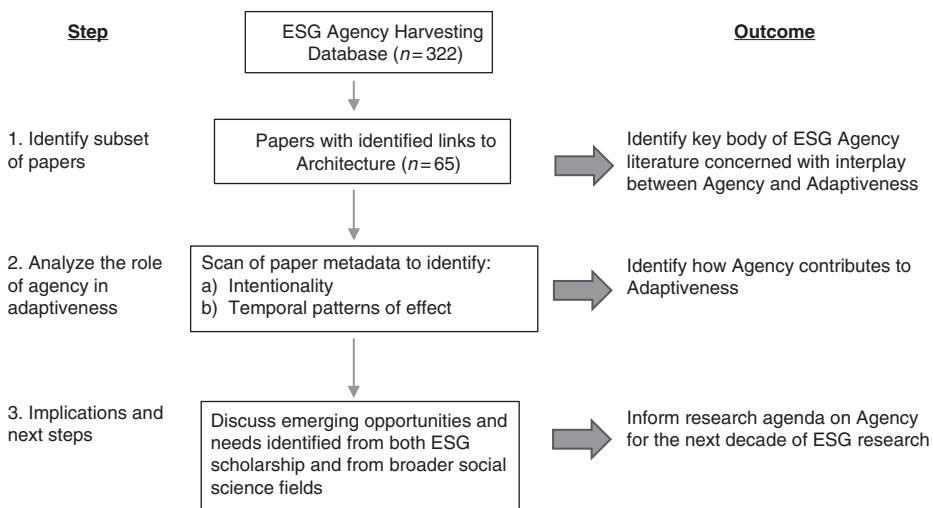 Step
ESG Agency Harvesting
Database (n=322)
Outcome
1. Identify subset
of papers
Papers with identified links to
Architecture (n=65)
Identify key body of ESG Agency
literature concerned with interplay
between Agency and Adaptiveness
2. Analyze the role
of agency in
adaptiveness
Scan of paper metadata to identify:
a) Intentionality
b) Temporal patterns of effect
Identify how Agency contributes to
Adaptiveness
3. Implications and
next steps
Discuss emerging opportunities and
needs identified from both ESG
scholarship and from broader social
science fields
Inform research agenda on Agency
for the next decade of ESG research